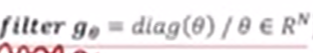 filter g_θ = diag(θ) / θ ∈ R^N